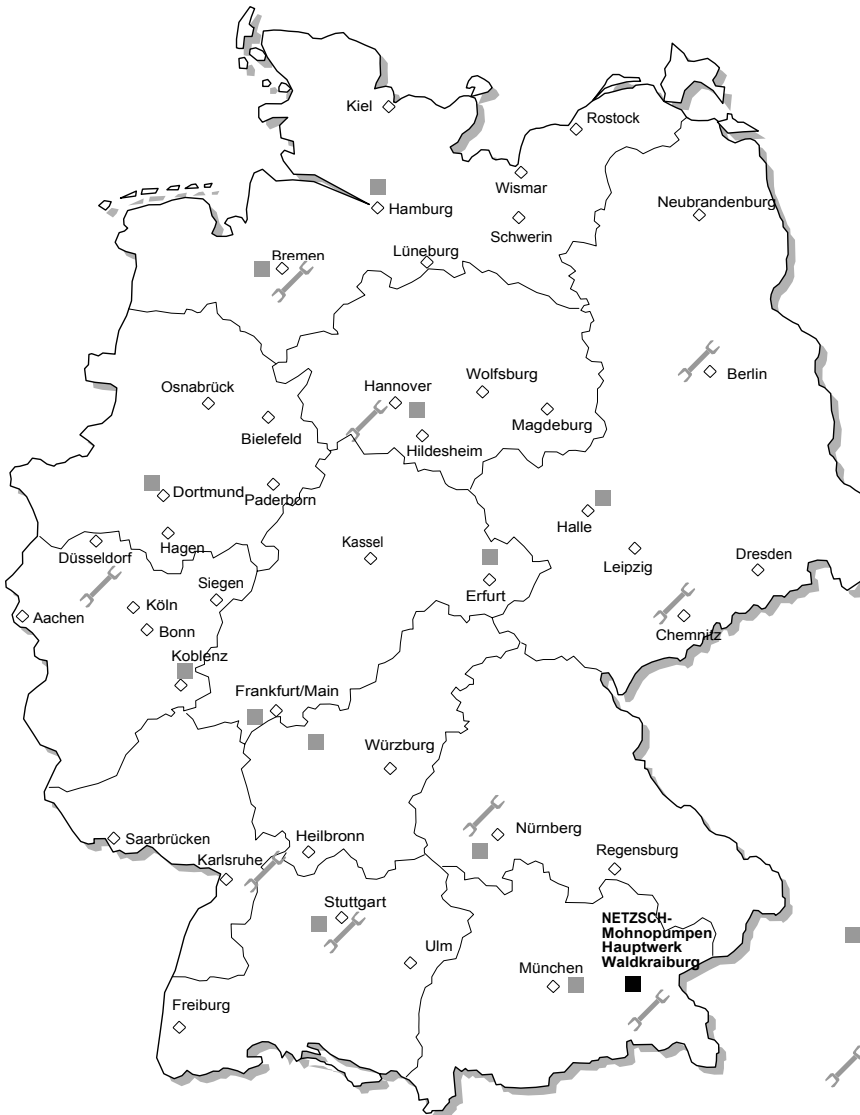 Kiel
Rostock
Wismar
Hamburg
Neubrandenburg
Schwerin
Bremen
Lüneburg
Berlin
Wolfsburg
Hannover
Osnabrück
Magdeburg
Bielefeld
Hildesheim
Dortmund
Paderborn
Halle
Hagen
Kassel
Düsseldorf
Leipzig
Dresden
Siegen
Erfurt
Köln
Aachen
Chemnitz
Bonn
Koblenz
Frankfurt/Main
Würzburg
Nürnberg
Saarbrücken
Heilbronn
Karlsruhe
Regensburg
Stuttgart
NETZSCH-
Mohnopumpen
Hauptwerk
Waldkraiburg
Ulm
München
Freiburg